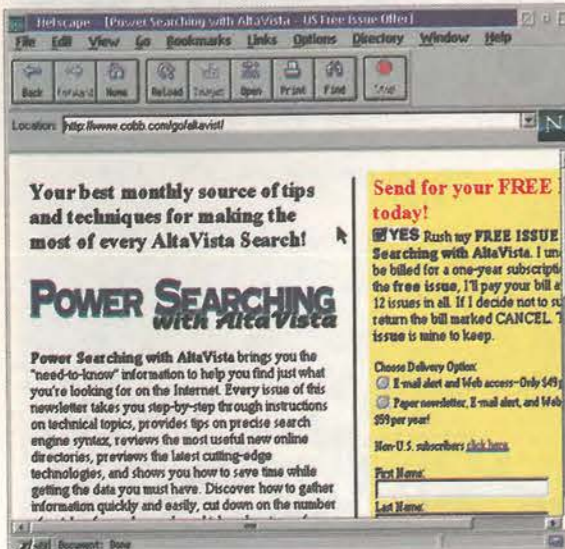 Netscape - [Power Searching with AltaVista - US Free Issue Offer]
File Edit View Go Bookmarks Links Options Directory Window Help
Back Forward Home Reload Images Open Print Find Stop
Location: http://www.cobb.com/go/altavist/
N
Your best monthly source of tips
and techniques for making the
most of every AltaVista Search!
POWER SEARCHING
with AltaVista
Power Searching with AltaVista brings you the
"need-to-know" information to help you find just what
you're looking for on the Internet. Every issue of this
newsletter takes you step-by-step through instructions
on technical topics, provides tips on precise search
engine syntax, reviews the most useful new online
directories, previews the latest cutting-edge
technologies, and shows you how to save time while
getting the data you must have. Discover how to gather
information quickly and easily, cut down on the number
Send for your FREE
today!
YES Rush my FREE ISSUE
Searching with AltaVista. I un
be billed for a one-year subscripti
the free issue, I'll pay your bill a
12 issues in all. If I decide not to su
return the bill marked CANCEL. T
issue is mine to keep.
Choose Delivery Option:
E-mail alert and Web access-Only $49 p
Paper newsletter, E-mail alert, and Web
$59 per year!
Non-U.S. subscribers click here.
First Name:
Last Name:
Document: Done